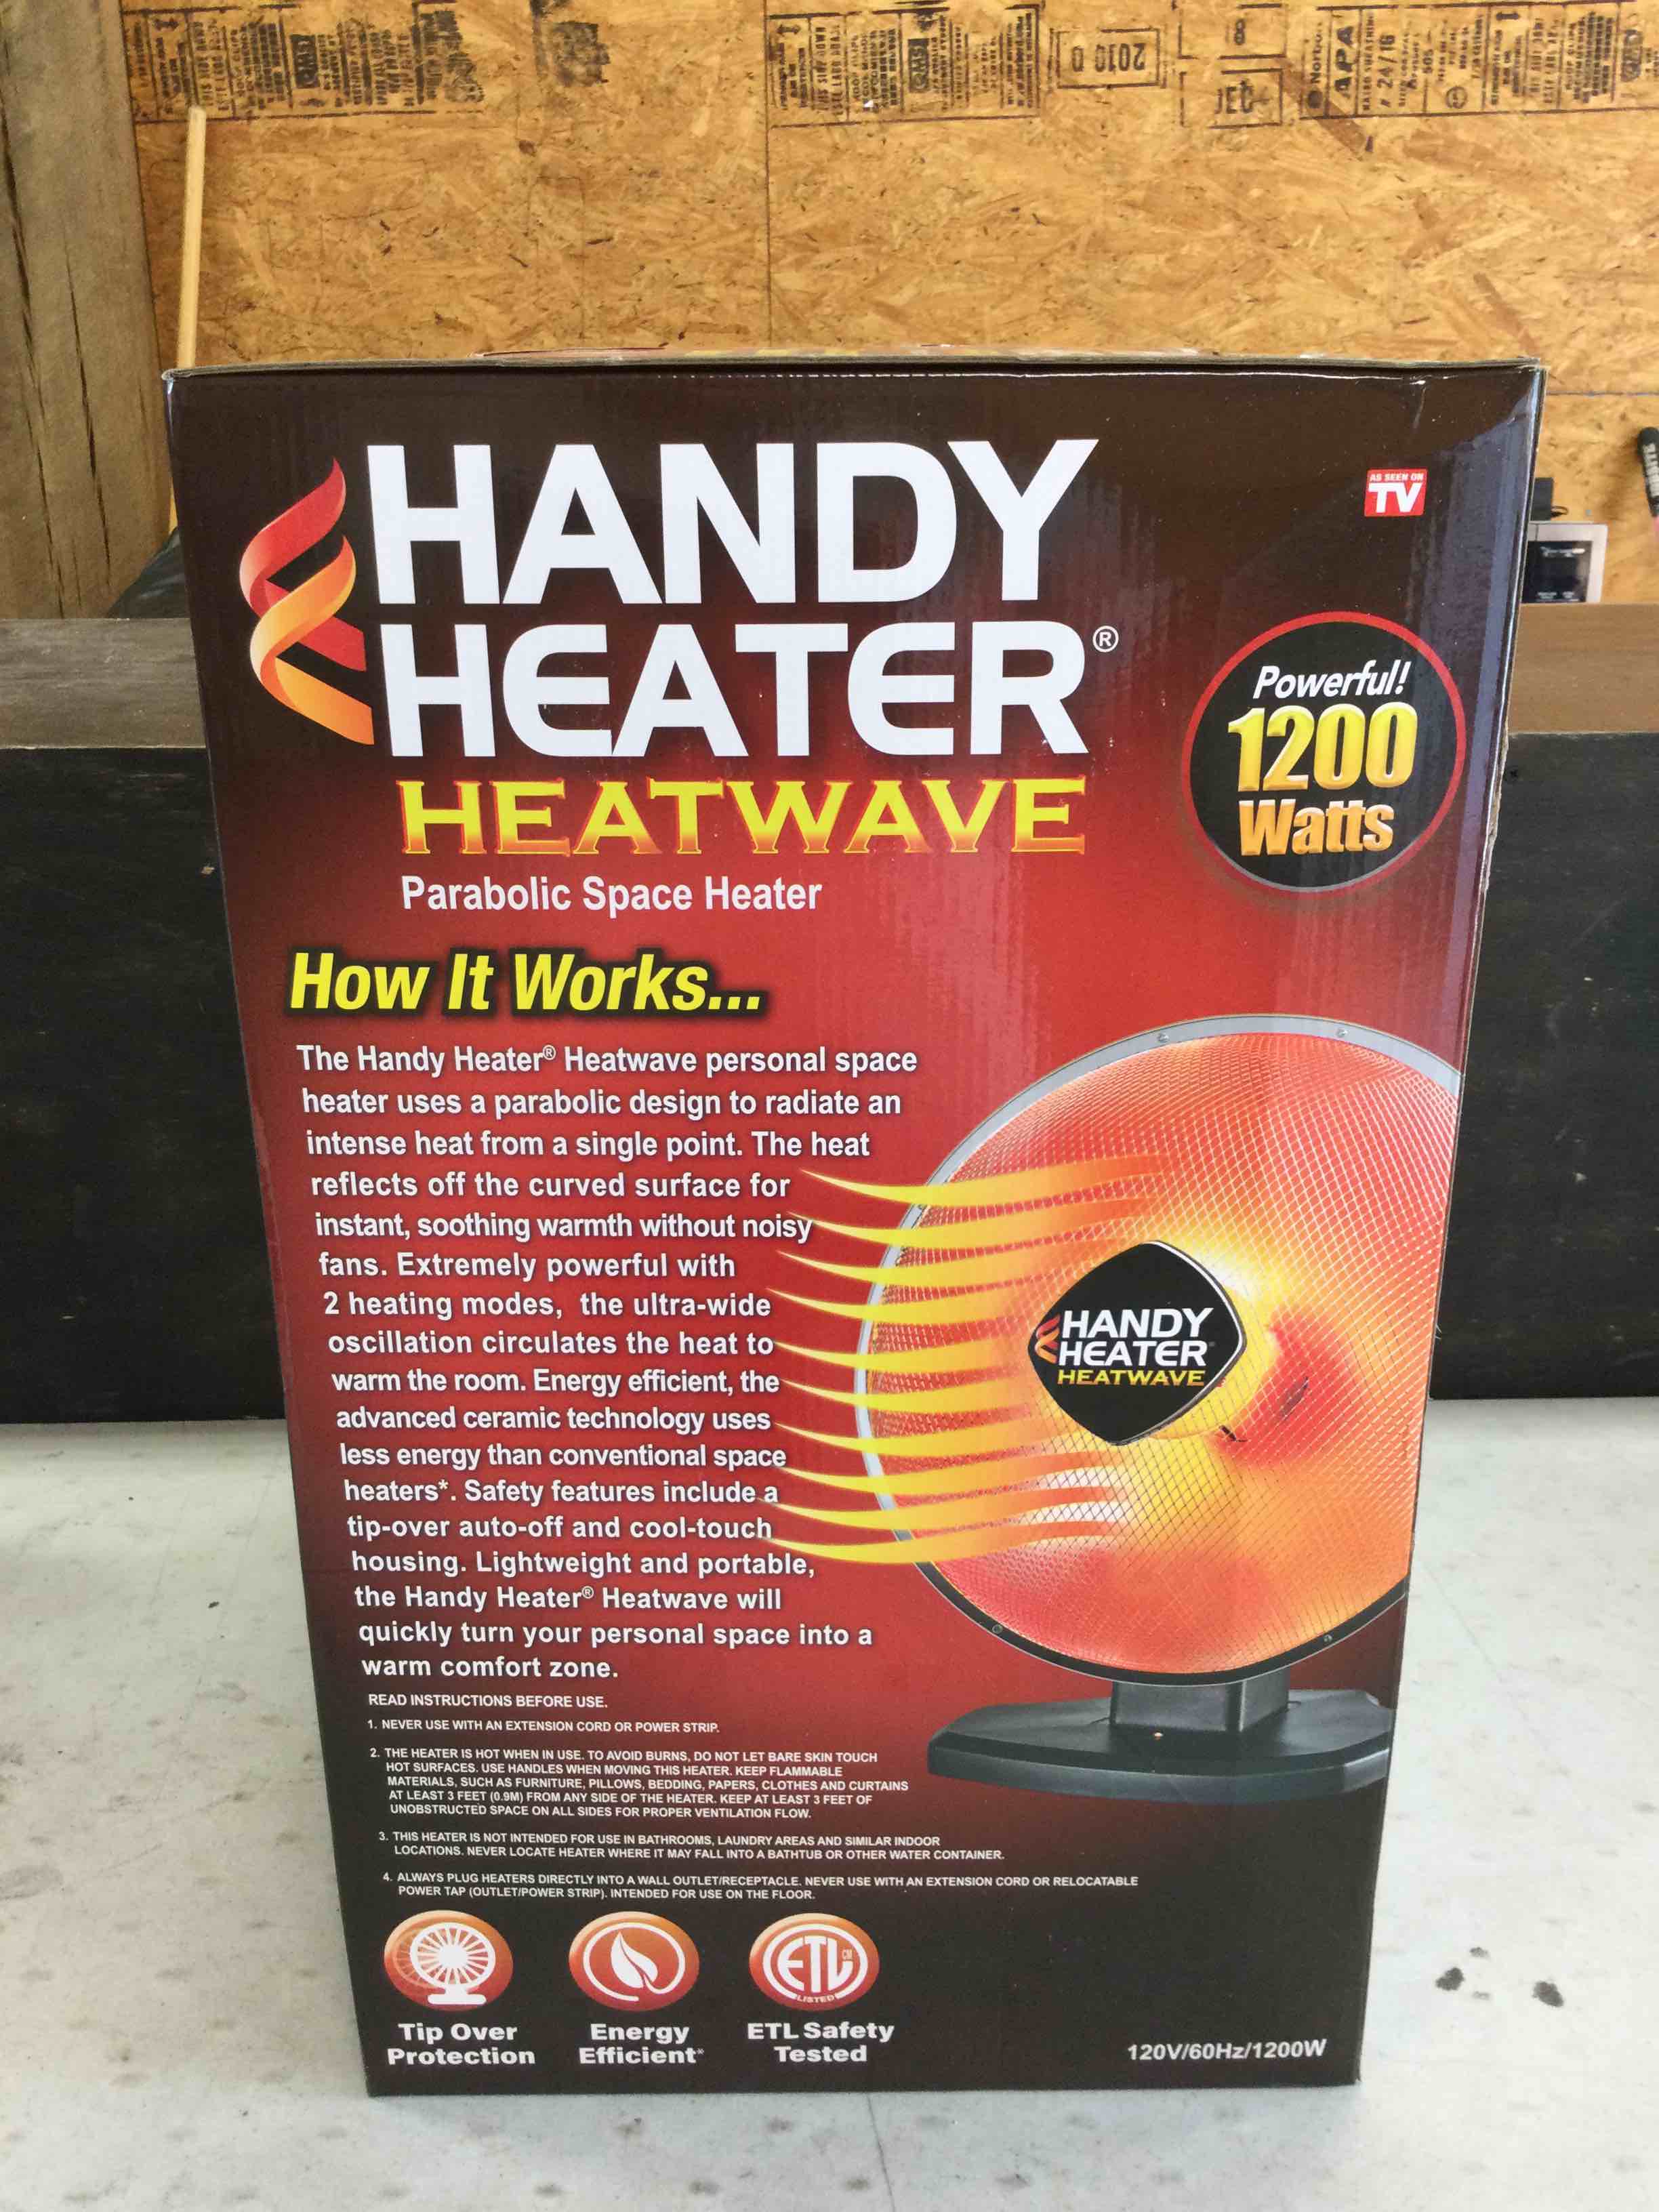 2010 0
8
Norbord
APA
24/16
AS SEEN ON
TV
HANDY
HEATER®
HEATWAVE
Parabolic Space Heater
Powerful!
1200
Watts
How It Works...
The Handy Heater® Heatwave personal space
heater uses a parabolic design to radiate an
intense heat from a single point. The heat
reflects off the curved surface for
instant, soothing warmth without noisy
fans. Extremely powerful with
2 heating modes, the ultra-wide
oscillation circulates the heat to
warm the room. Energy efficient, the
advanced ceramic technology uses
less energy than conventional space
heaters*. Safety features include a
tip-over auto-off and cool-touch
housing. Lightweight and portable,
the Handy Heater® Heatwave will
quickly turn your personal space into a
warm comfort zone.
HANDY
HEATER
HEATWAVE
READ INSTRUCTIONS BEFORE USE.
1. NEVER USE WITH AN EXTENSION CORD OR POWER STRIP.
2. THE HEATER IS HOT WHEN IN USE. TO AVOID BURNS, DO NOT LET BARE SKIN TOUCH
HOT SURFACES. USE HANDLES WHEN MOVING THIS HEATER. KEEP FLAMMABLE
MATERIALS, SUCH AS FURNITURE, PILLOWS, BEDDING, PAPERS, CLOTHES AND CURTAINS
AT LEAST 3 FEET (0.9M) FROM ANY SIDE OF THE HEATER. KEEP AT LEAST 3 FEET OF
UNOBSTRUCTED SPACE ON ALL SIDES FOR PROPER VENTILATION FLOW.
3. THIS HEATER IS NOT INTENDED FOR USE IN BATHROOMS, LAUNDRY AREAS AND SIMILAR INDOOR
LOCATIONS. NEVER LOCATE HEATER WHERE IT MAY FALL INTO A BATHTUB OR OTHER WATER CONTAINER.
4. ALWAYS PLUG HEATERS DIRECTLY INTO A WALL OUTLET/RECEPTACLE. NEVER USE WITH AN EXTENSION CORD OR RELOCATABLE
POWER TAP (OUTLET/POWER STRIP). INTENDED FOR USE ON THE FLOOR.
ETL CM
LISTED
Tip Over
Protection
Energy
Efficient*
ETL Safety
Tested
120V/60Hz/1200W